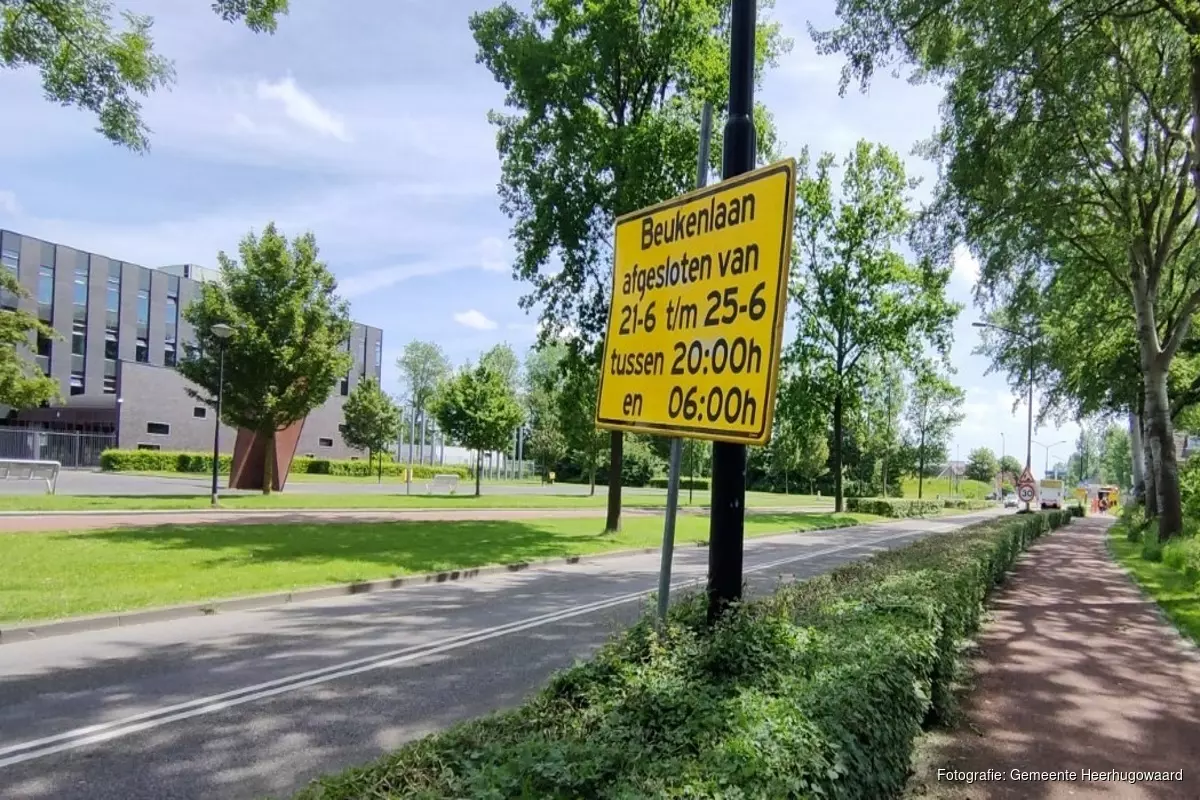 Beukenlaan
afgesloten van
21-6 t/m 25-6
tussen 20:00h
en 06:00h
30
Fotografie: Gemeente Heerhugowaard